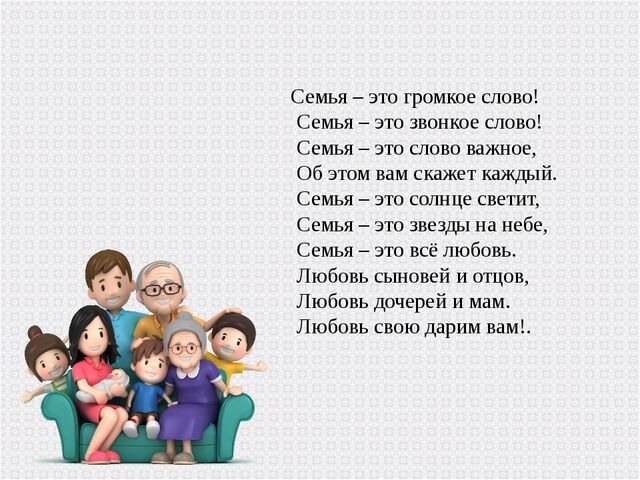 Семья – это громкое слово!
Семья – это звонкое слово!
Семья – это слово важное,
Об этом вам скажет каждый.
Семья – это солнце светит,
Семья – это звезды на небе,
Семья – это всё любовь.
Любовь сыновей и отцов,
Любовь дочерей и мам.
Любовь свою дарим вам!.